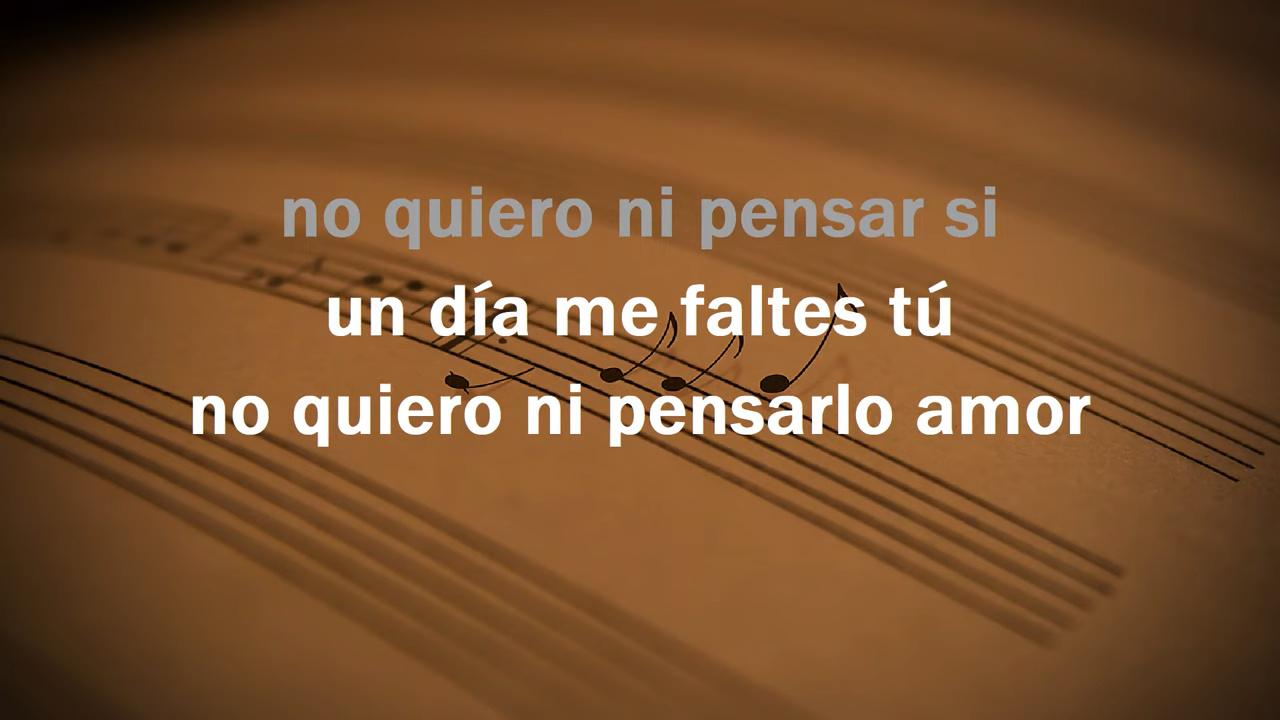 no quiero ni pensar si
un día me faltes tú
no quiero ni pensarlo amor